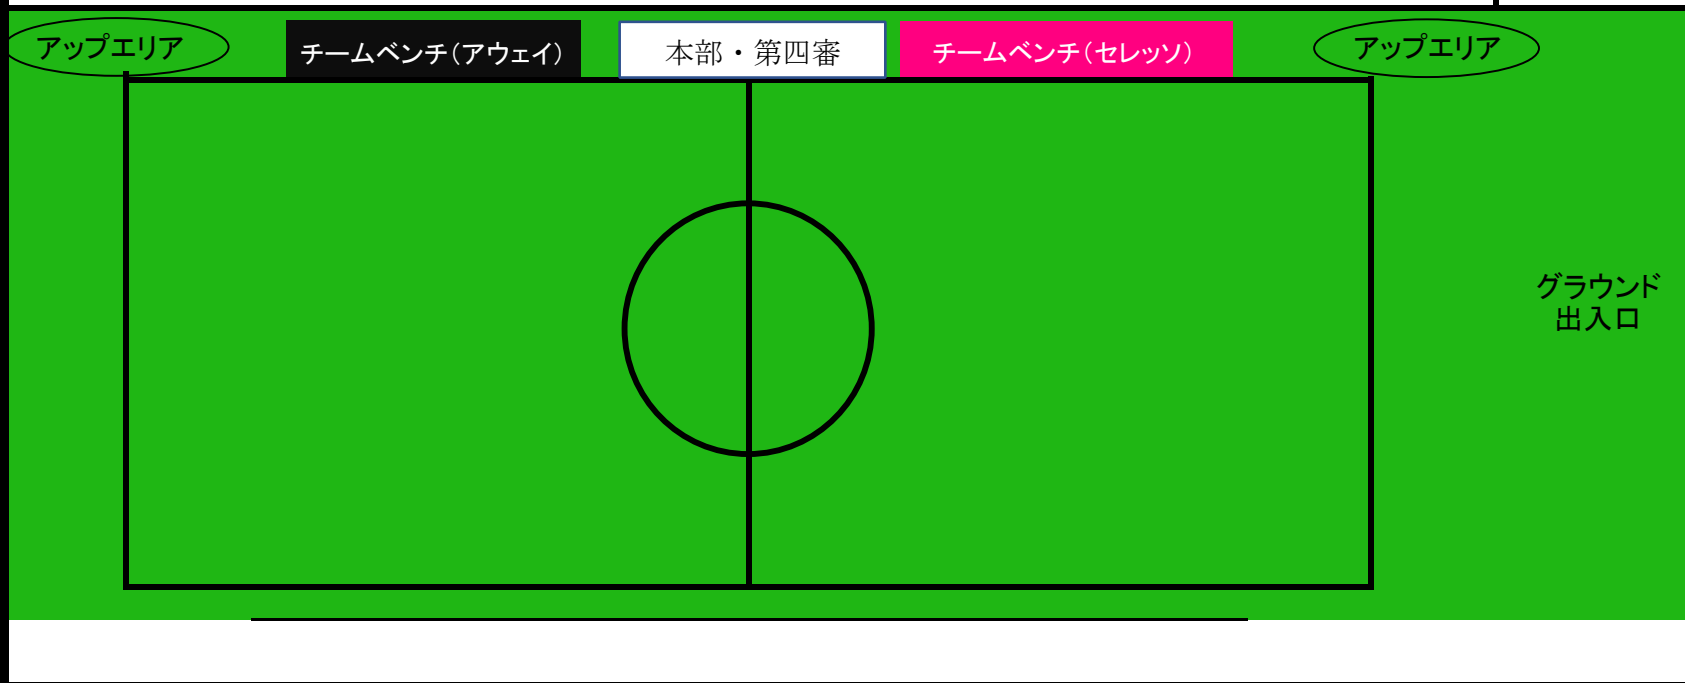 アップエリア
チームベンチ(アウェイ)
本部・第四審
チームベンチ(セレッソ)
アップエリア
グラウンド
出入口